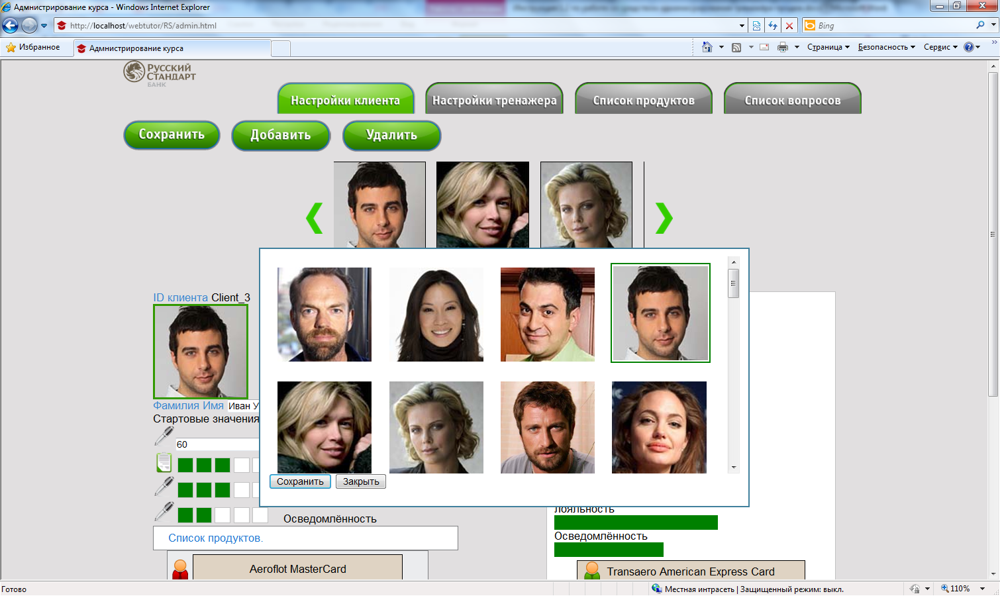 Администрирование курса - Windows Internet Explorer
http://localhost/webtutor/RS/admin.html
Bing
Избранное
Администрирование курса
Страница
Безопасность
Сервис
РУССКИЙ
СТАНДАРТ
БАНК
Настройки клиента
Настройки тренажера
Список продуктов
Список вопросов
Сохранить
Добавить
Удалить
ID клиента Client_3
Фамилия Имя Иван У
Стартовые значения
60
Сохранить
Закрыть
Осведомлённость
Список продуктов.
Aeroflot MasterCard
лояльность
Осведомлённость
Transaero American Express Card
Готово
Местная интрасеть | Защищенный режим: выкл.
110%